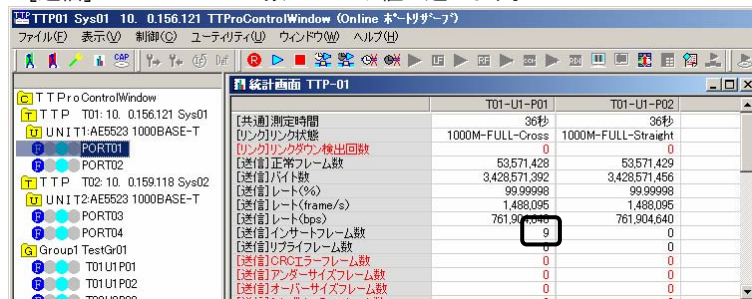 TTP01 Sys01 10. 0.156.121 TTProControlWindow (Online ﾎﾟｰﾄﾘｻﾞｰﾌﾞ)
ファイル(F) 表示(V) 制御(C) ユーティリティ(U) ウィンドウ(W) ヘルプ(H)
CAP
統計画面 TTP-01
TTProControlWindow
TTP T01: 10. 0.156.121 Sys01
UNIT1:AE5523 1000BASE-T
PORT01
PORT02
TTP T02: 10. 0.159.118 Sys02
UNIT2:AE5523 1000BASE-T
PORT03
PORT04
Group1 TestGr01
T01 U1 P01
T01 U1 P02
T01-U1-P01 T01-U1-P02
[共通]測定時間 36秒 36秒
[リンク]リンク状態 1000M-FULL-Cross 1000M-FULL-Straight
[リンク]リンクダウン検出回数 0 0
[送信]正常フレーム数 53,571,428 53,571,429
[送信]バイト数 3,428,571,392 3,428,571,456
[送信]レート(%) 99.99998 99.99998
[送信]レート(frame/s) 1,488,095 1,488,095
[送信]レート(bps) 761,904,640 761,904,640
[送信]インサートフレーム数 9 0
[送信]リプライフレーム数 0 0
[送信]CRCエラーフレーム数 0 0
[送信]アンダーサイズフレーム数 0 0
[送信]オーバーサイズフレーム数 0 0